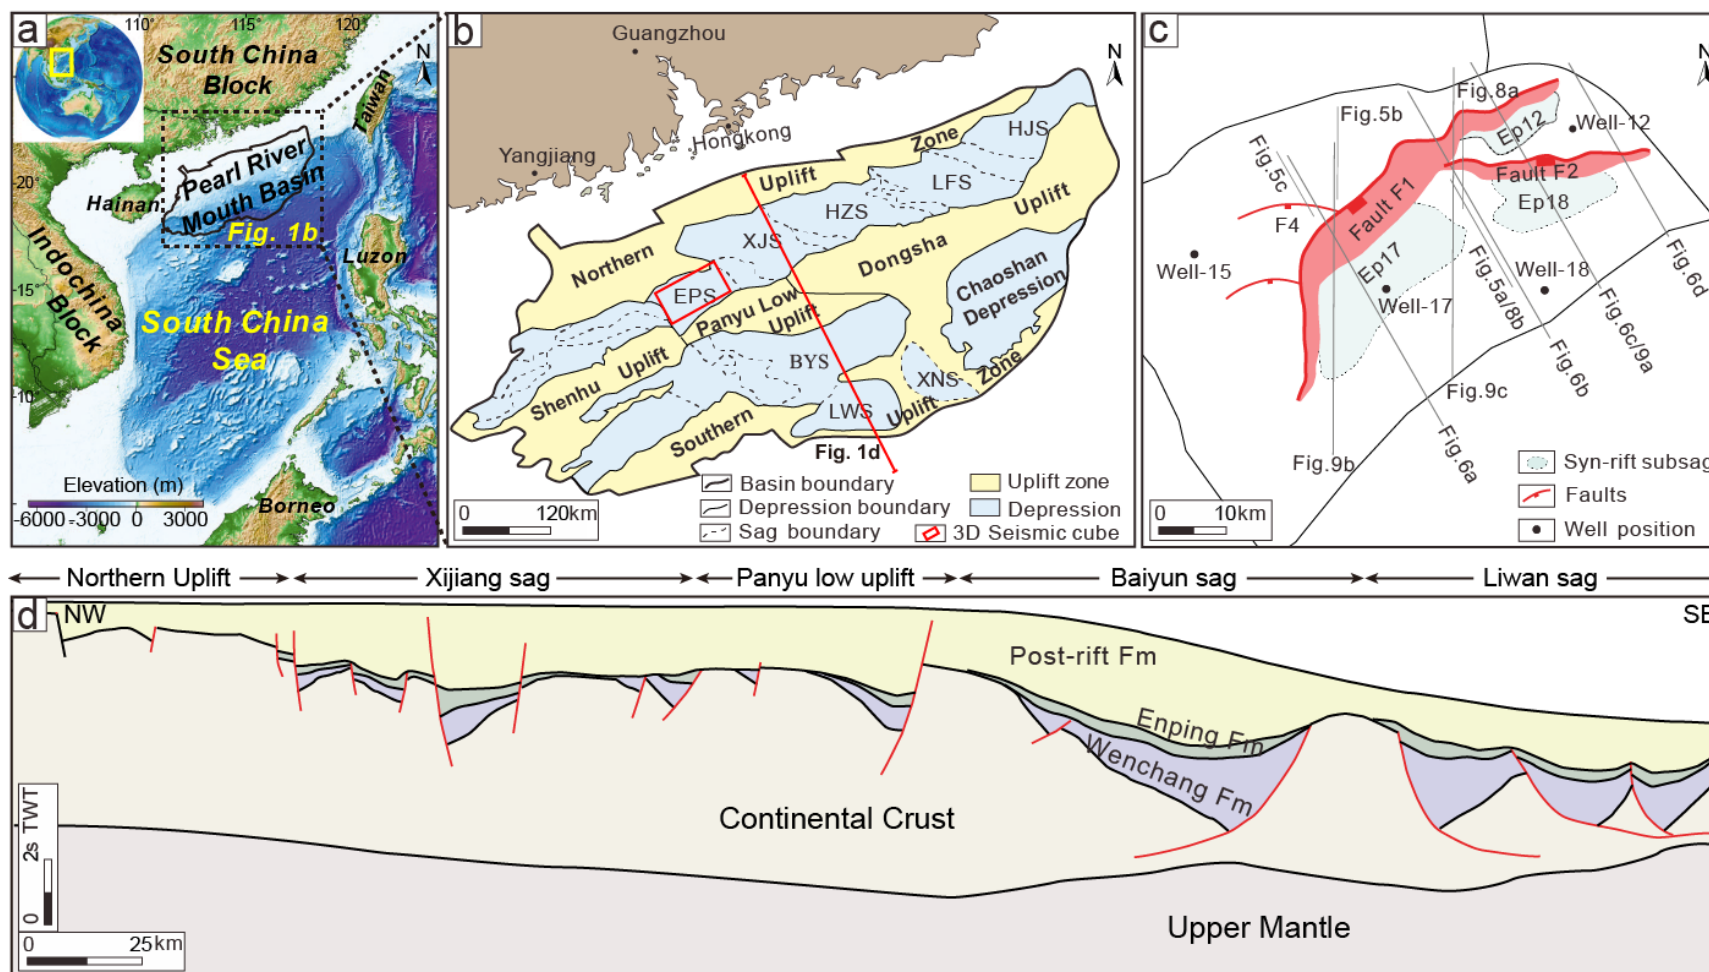 a
110°
115°
120°
N
South China
Block
Taiwan
Pearl River
Mouth Basin
20°
Hainan
Fig. 1b
Luzon
Indochina
Block
15°
South China
Sea
10°
Elevation (m)
-6000
-3000
0
3000
Borneo
b
Guangzhou
N
Hongkong
Yangjiang
HJS
Zone
LFS
Uplift
HZS
Uplift
XJS
Northern
Dongsha
EPS
Chaoshan
Depression
Panyu Low
Uplift
BYS
Uplift
XNS
Zone
Shenhu
LWS
Uplift
Southern
Fig. 1d
Basin boundary
Uplift zone
0
120km
Depression boundary
Depression
Sag boundary
3D Seismic cube
c
N
Fig.8a
Fig.5b
Ep12
Well-12
Fig.5c
Fault F2
Fault F1
Ep18
F4
Ep17
Well-15
Well-18
Fig.6d
Well-17
Fig.5a/8b
Fig.6c/9a
Fig.6b
Fig.9c
Fig.6a
Fig.9b
Syn-rift subsag
Faults
0
10km
Well position
Northern Uplift
Xijiang sag
Panyu low uplift
Baiyun sag
Liwan sag
d
NW
SE
Post-rift Fm
Enping Fm
Wenchang Fm
Continental Crust
2s TWT
0
Upper Mantle
0
25km